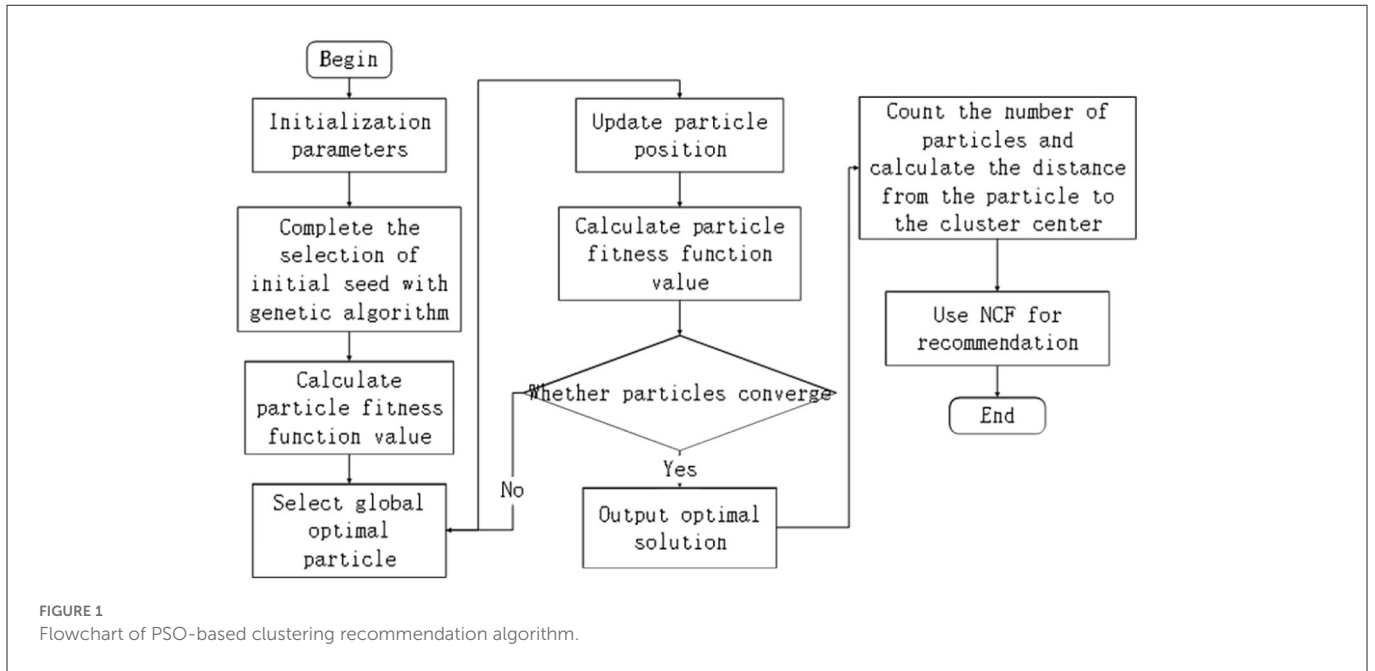 Begin
Initialization
parameters
Complete the
selection of
initial seed with
genetic algorithm
Calculate
particle fitness
function value
Select global
optimal
particle
Update particle
position
Calculate particle
fitness function
value
Whether particles converge
No
Yes
Output optimal
solution
Count the number of
particles and
calculate the distance
from the particle to
the cluster center
Use NCF for
recommendation
End
FIGURE 1
Flowchart of PSO-based clustering recommendation algorithm.